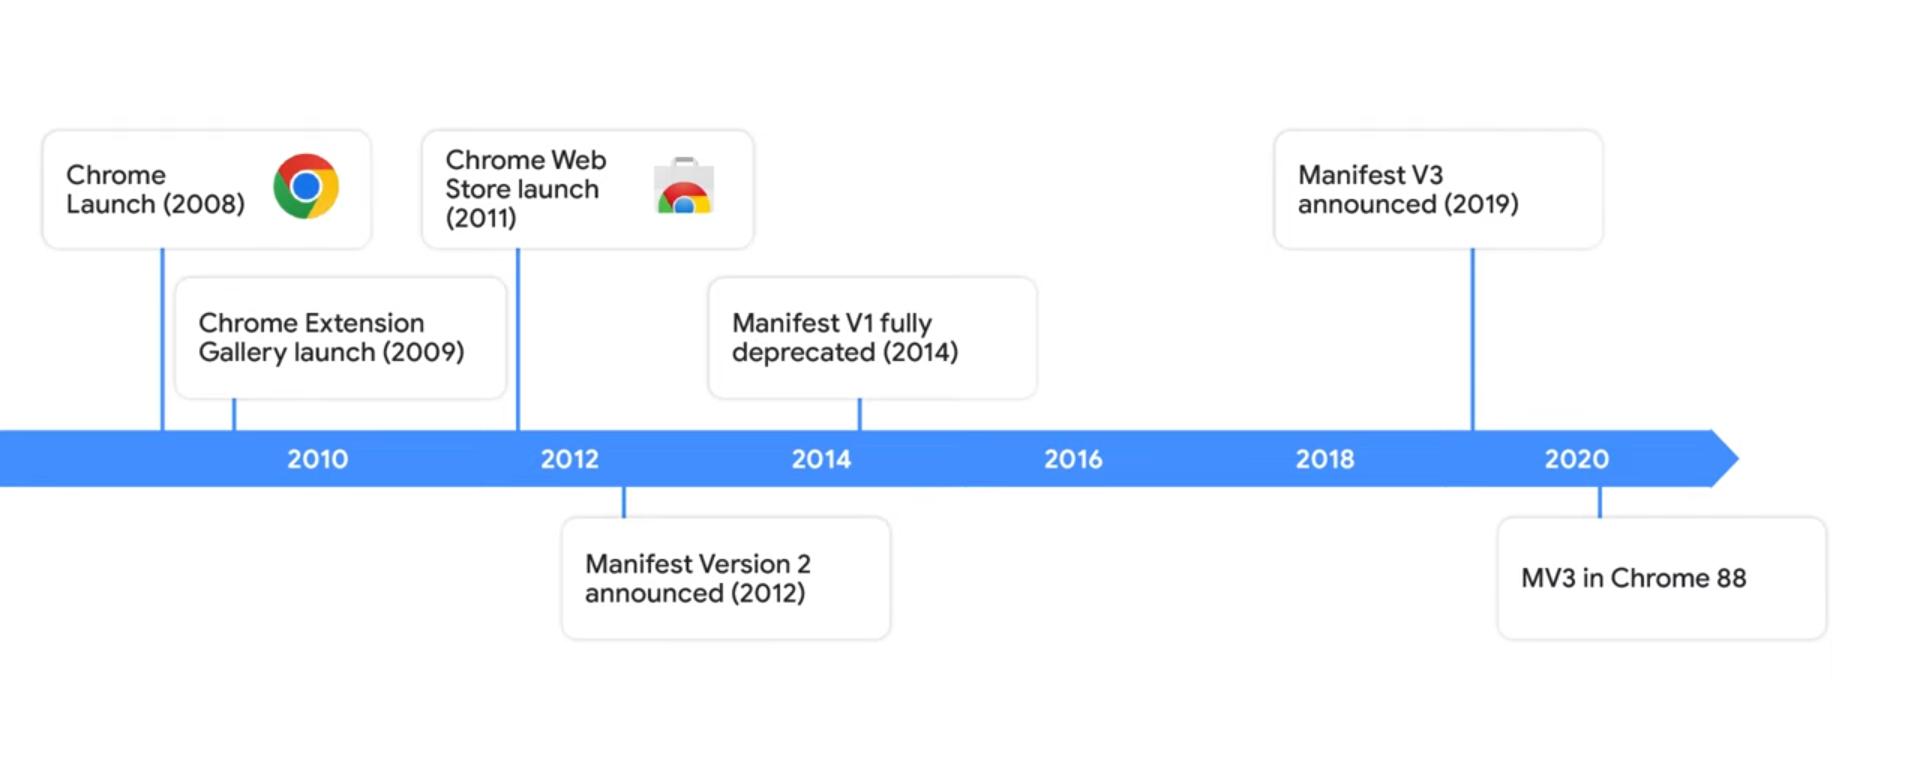 Chrome
Launch (2008)
Chrome Web
Store launch
(2011)
Manifest V3
announced (2019)
Chrome Extension
Gallery launch (2009)
Manifest V1 fully
deprecated (2014)
2010
2012
2014
2016
2018
2020
Manifest Version 2
announced (2012)
MV3 in Chrome 88